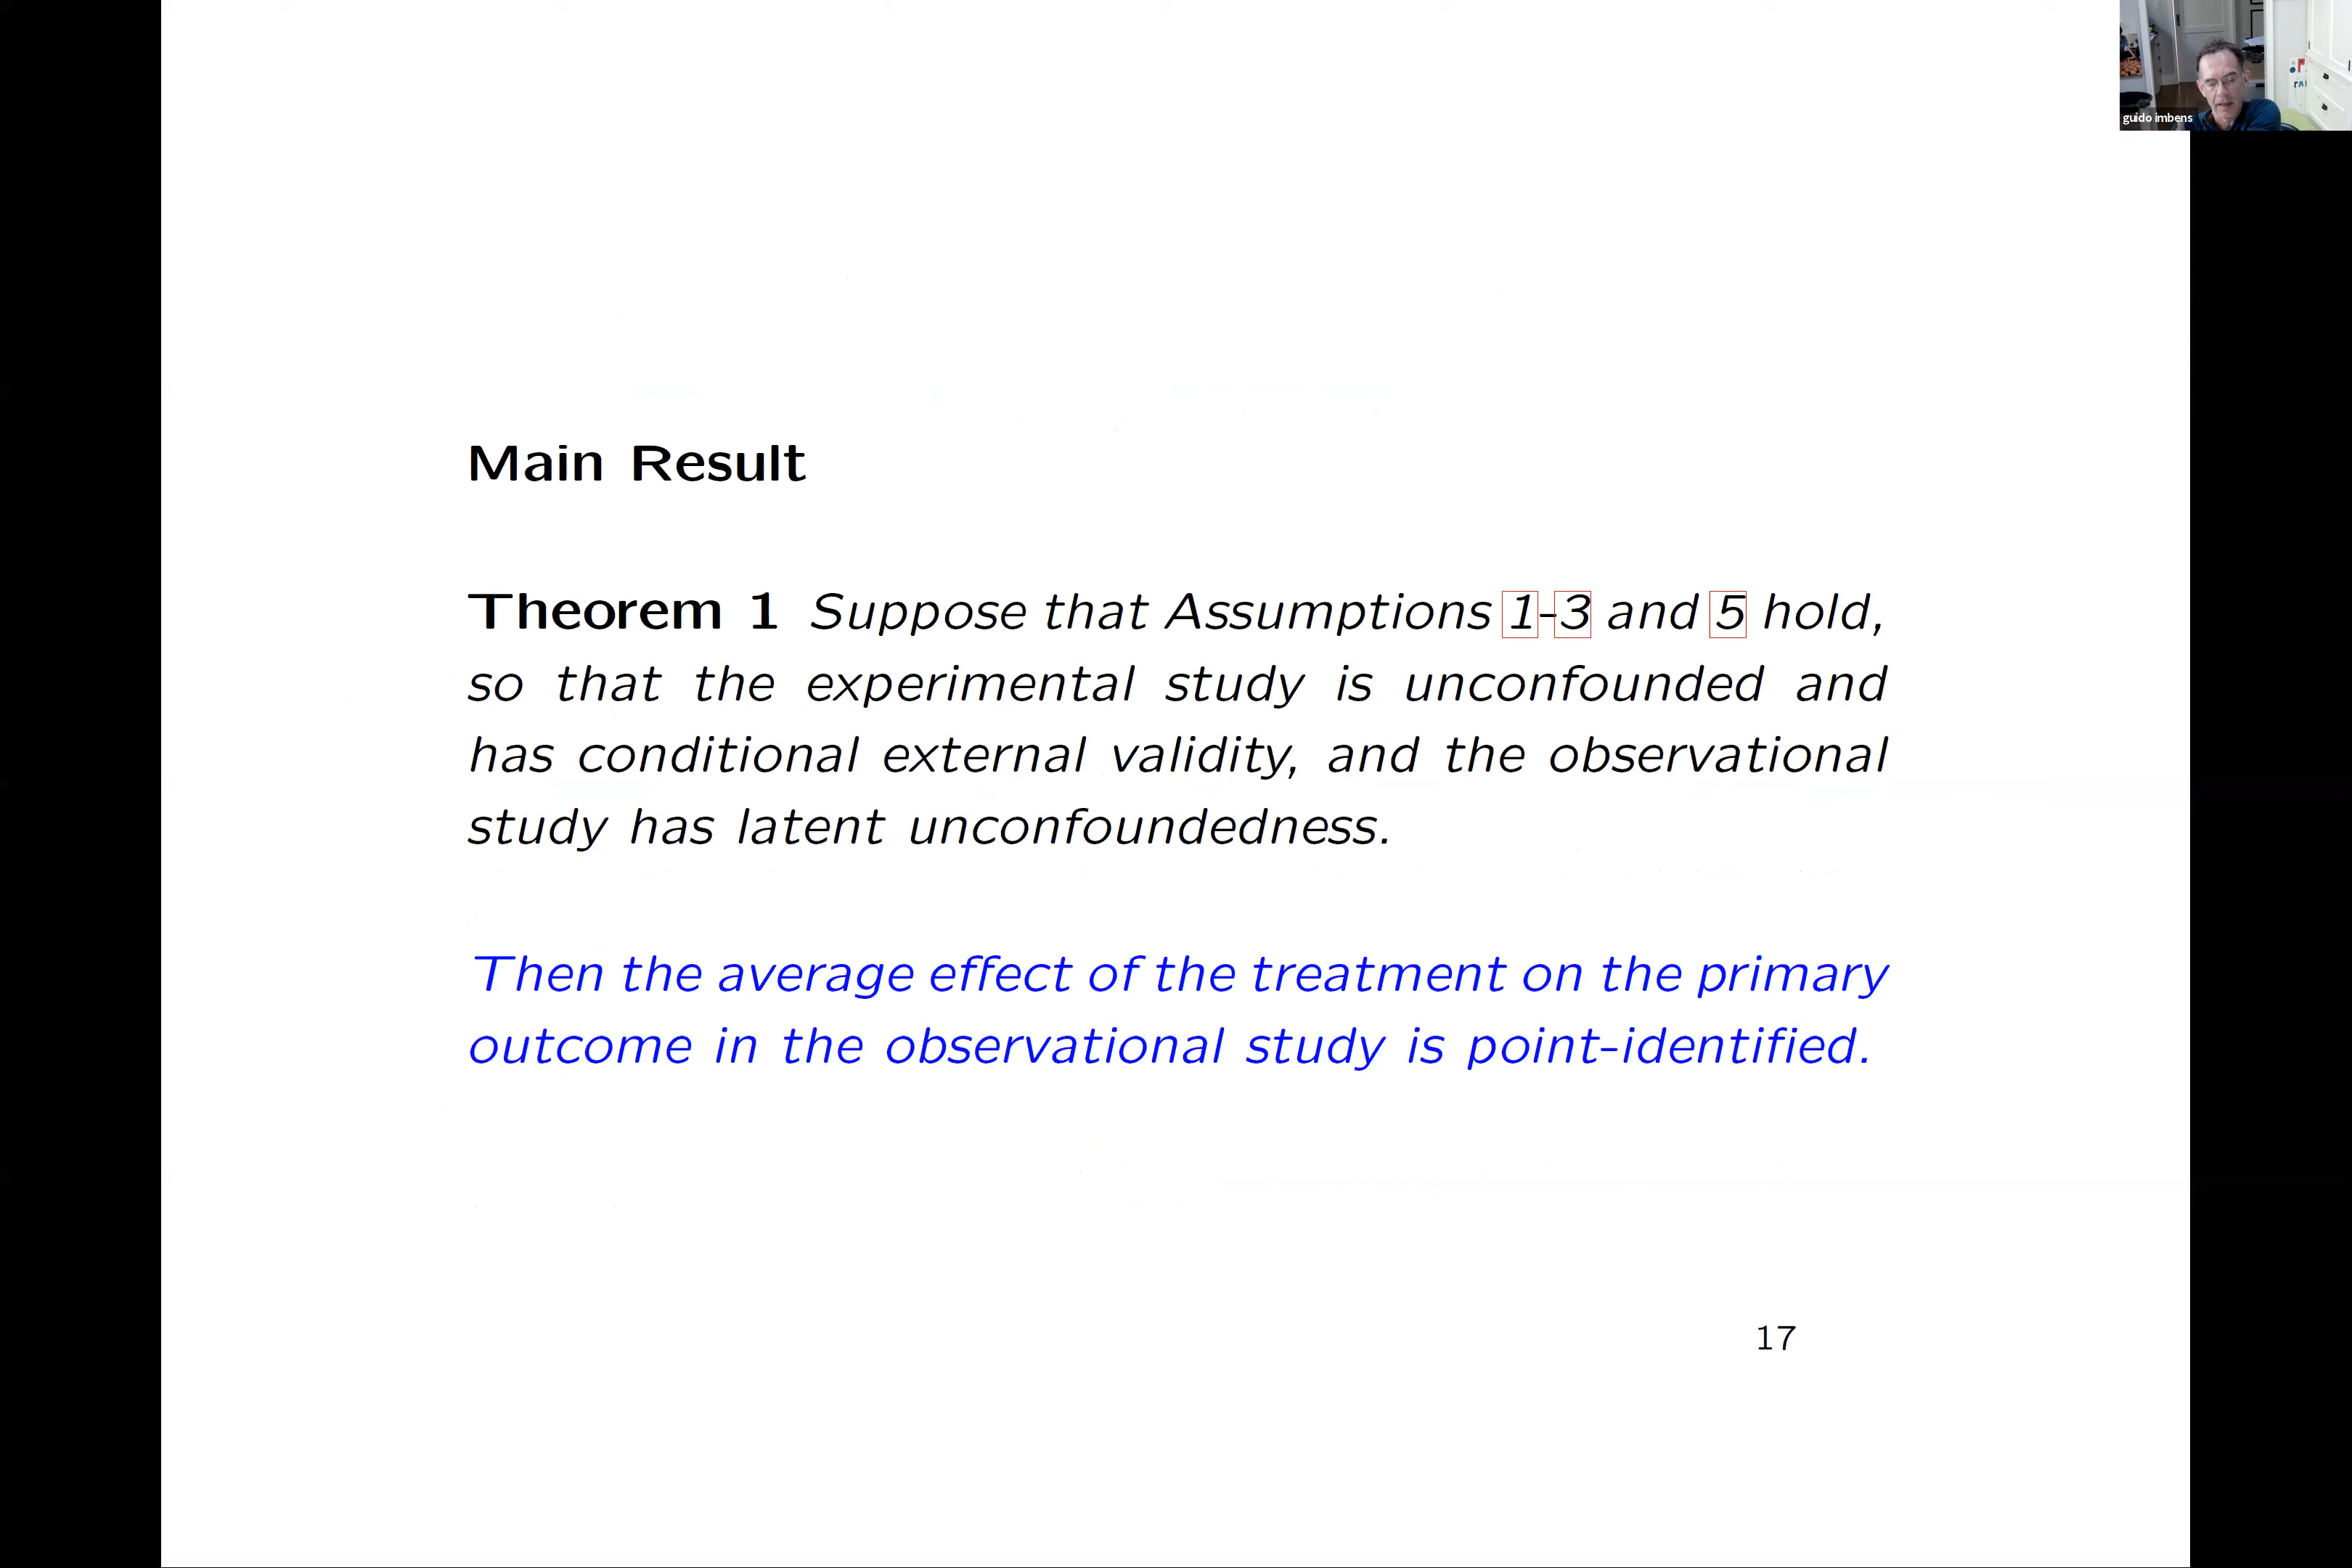 guido imbens
Main Result
Theorem 1 Suppose that Assumptions 1-3 and 5 hold,
so that the experimental study is unconfounded and
has conditional external validity, and the observational
study has latent unconfoundedness.
Then the average effect of the treatment on the primary
outcome in the observational study is point-identified.
17